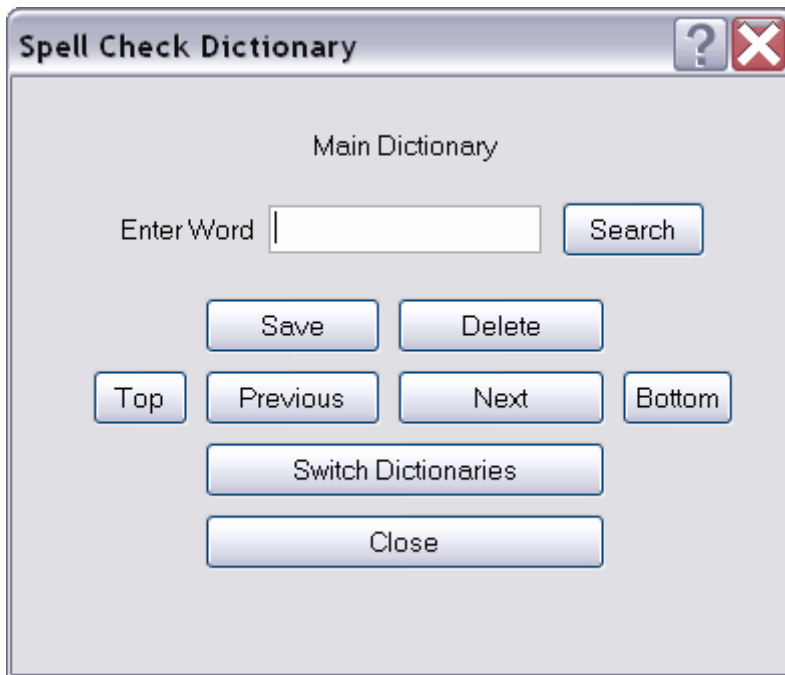 Spell Check Dictionary ?
Main Dictionary
Enter Word Search
Save Delete
Top Previous Next Bottom
Switch Dictionaries
Close